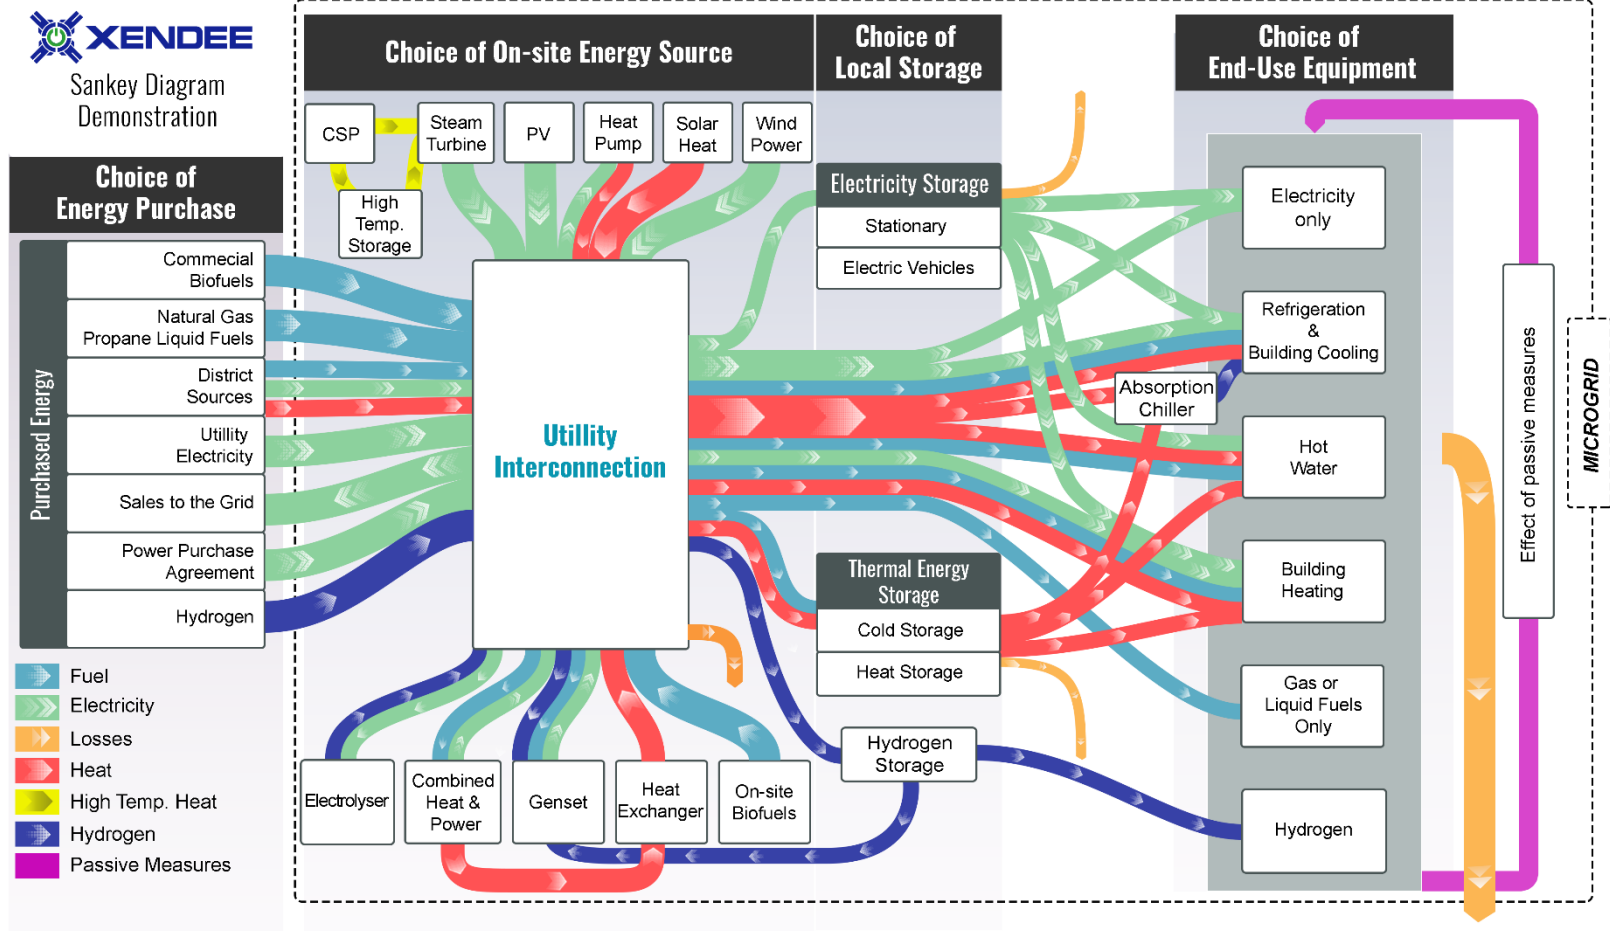 XENDEE
Sankey Diagram
Demonstration
Choice of
Energy Purchase
Purchased Energy
Commecial
Biofuels
Natural Gas
Propane Liquid Fuels
District
Sources
Utillity
Electricity
Sales to the Grid
Power Purchase
Agreement
Hydrogen
Fuel
Electricity
Losses
Heat
High Temp. Heat
Hydrogen
Passive Measures
Choice of On-site Energy Source
CSP
Steam
Turbine
PV
Heat
Pump
Solar
Heat
Wind
Power
High
Temp.
Storage
Utillity
Interconnection
Electrolyser
Combined
Heat &
Power
Genset
Heat
Exchanger
On-site
Biofuels
Choice of
Local Storage
Electricity Storage
Stationary
Electric Vehicles
Thermal Energy
Storage
Cold Storage
Heat Storage
Hydrogen
Storage
Choice of
End-Use Equipment
Electricity
only
Refrigeration
&
Building Cooling
Absorption
Chiller
Hot
Water
Building
Heating
Gas or
Liquid Fuels
Only
Hydrogen
Effect of passive measures
MICROGRID